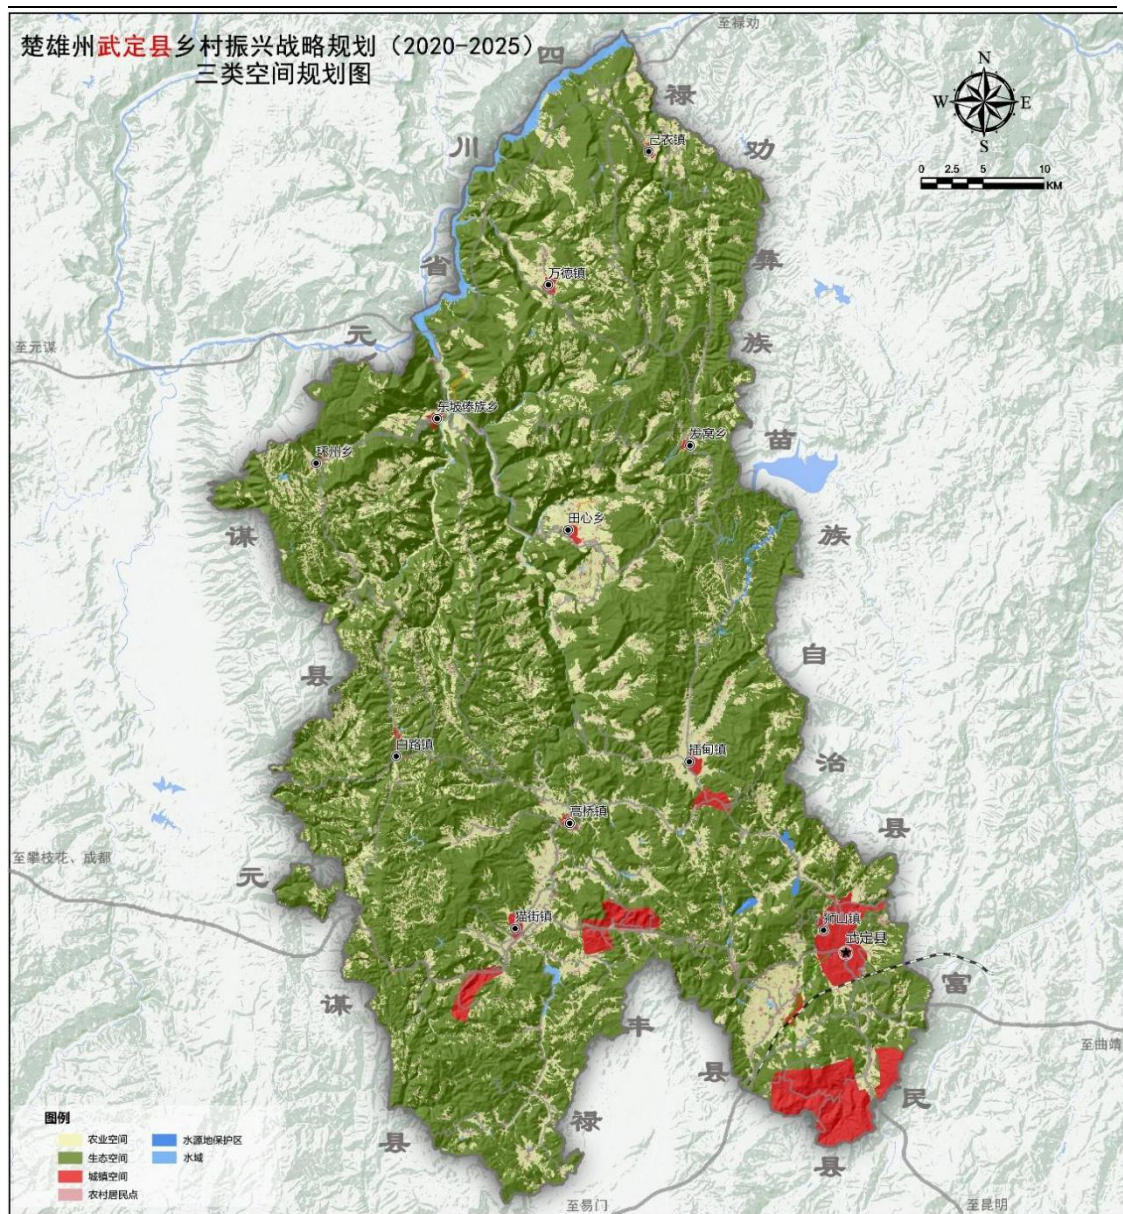 楚雄州武定县乡村振兴战略规划（2020-2025）
三类空间规划图
至禄劝
N
W E
S
0 2.5 5 10
KM
四
川
省
禄
劝
彝
族
苗
族
自
治
县
己衣镇
万德镇
至元谋
元
东坡傣族乡
发窝乡
环州乡
田心乡
谋
县
白路镇
插甸镇
高桥镇
至攀枝花、成都
元
猫街镇
狮山镇
武定县
谋
富
丰
至曲靖
县
民
禄
县
县
图例
农业空间
生态空间
城镇空间
农村居民点
水源地保护区
水域
至易门
至昆明